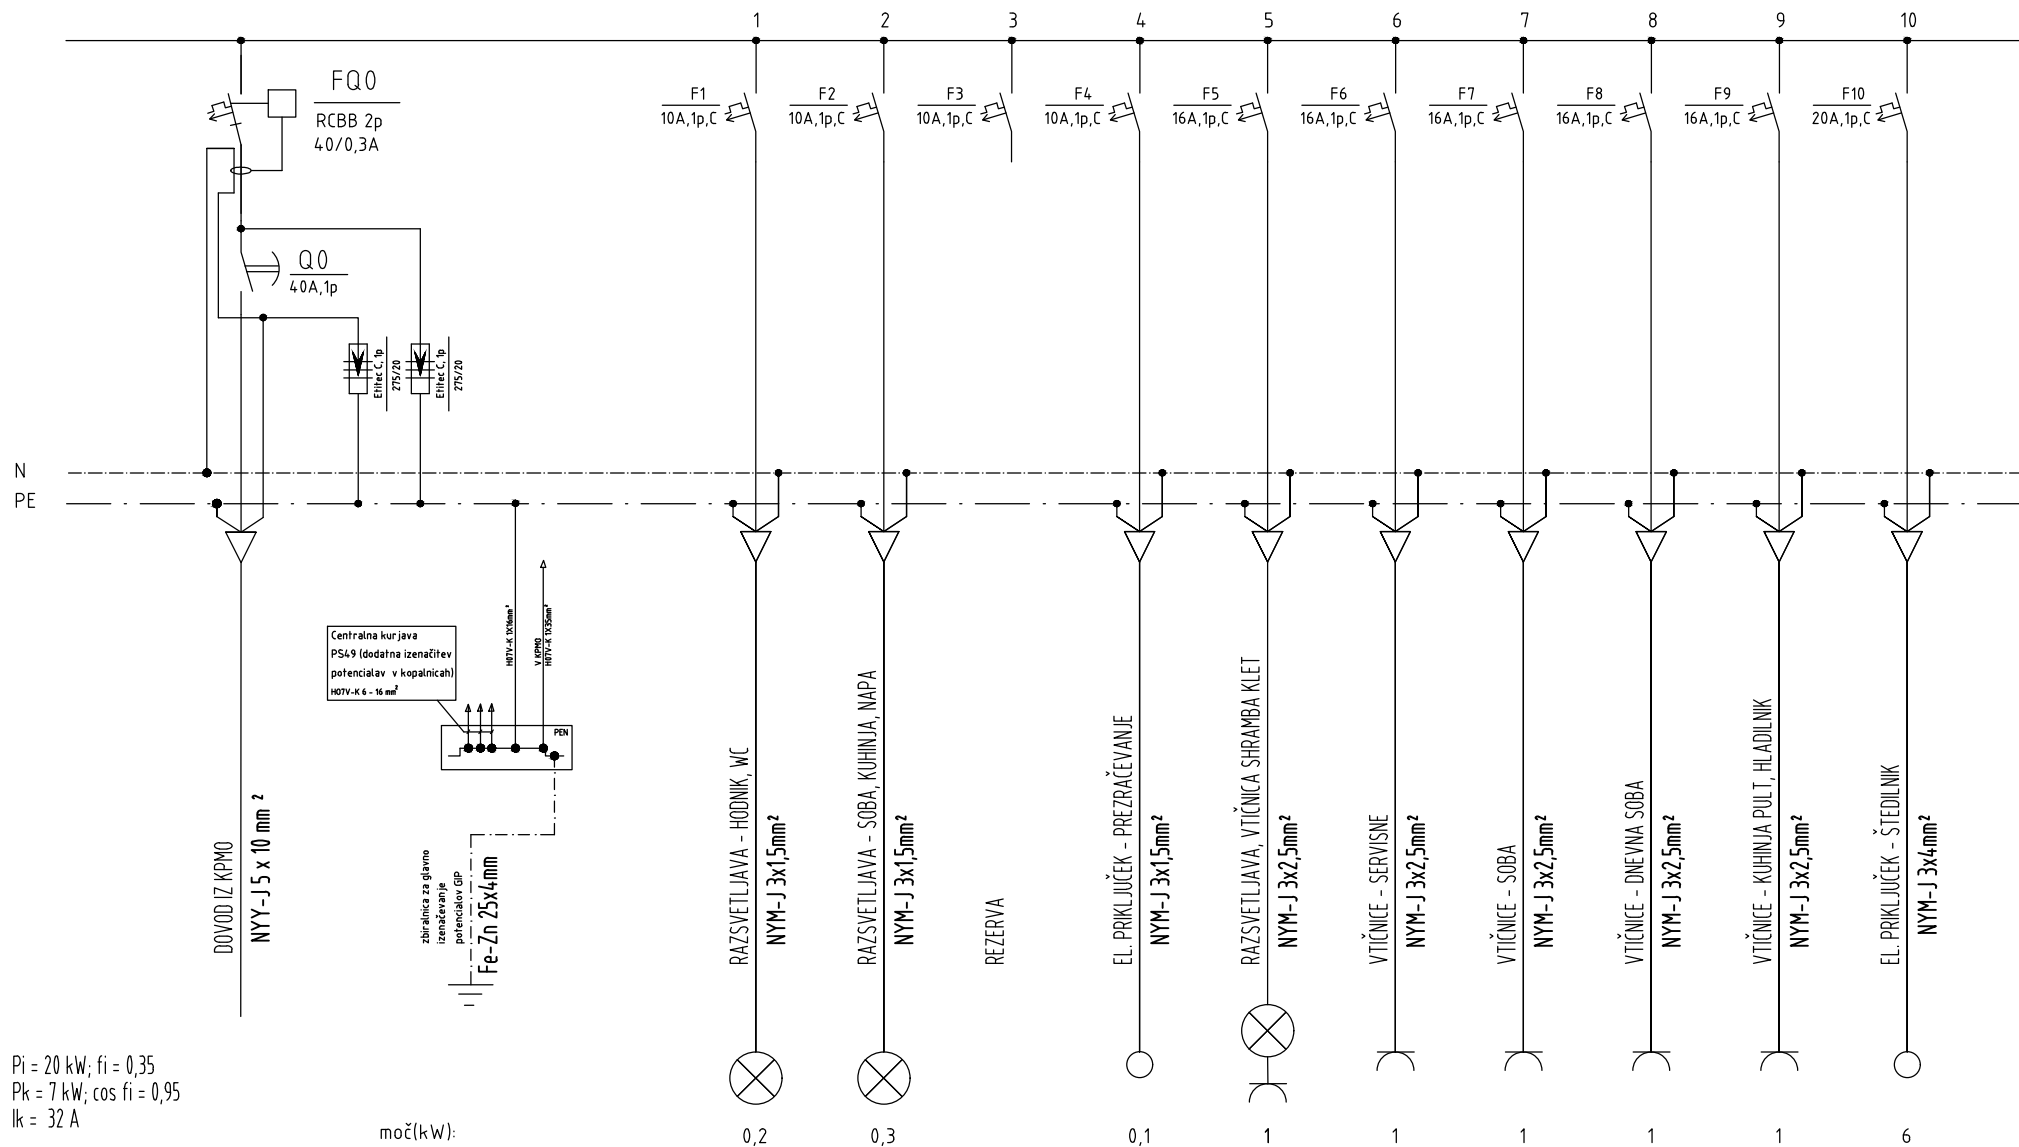 1 2 3 4 5 6 7 8 9 10
FQ0
RCBB 2p
40/0,3A
F1
10A,1p,C
F2
10A,1p,C
F3
10A,1p,C
F4
10A,1p,C
F5
16A,1p,C
F6
16A,1p,C
F7
16A,1p,C
F8
16A,1p,C
F9
16A,1p,C
F10
20A,1p,C
Q0
40A,1p
Etitec C, 1p
275/20
Etitec C, 1p
275/20
N
PE
H07V-K 1X16mm²
V KPMO
H07V-K 1X35mm²
Centralna kurjava
PS49 (dodatna izenačitev
potencialav v kopalnicah)
H07V-K 6 - 16 mm²
PEN
DOVOD IZ KPMO
NYY-J 5 x 10 mm ²
zbiralnica za glavno
izenačevanje
potencialov GIP
Fe-Zn 25x4mm
RAZSVETLJAVA - HODNIK, WC
NYM-J 3x1,5mm²
RAZSVETLJAVA - SOBA, KUHINJA, NAPA
NYM-J 3x1,5mm²
REZERVA
EL. PRIKLJUČEK - PREZRAČEVANJE
NYM-J 3x1,5mm²
RAZSVETLJAVA, VTIČNICA SHRAMBA KLET
NYM-J 3x2,5mm²
VTIČNICE - SERVISNE
NYM-J 3x2,5mm²
VTIČNICE - SOBA
NYM-J 3x2,5mm²
VTIČNICE - DNEVNA SOBA
NYM-J 3x2,5mm²
VTIČNICE - KUHINJA PULT, HLADILNIK
NYM-J 3x2,5mm²
EL. PRIKLJUČEK - ŠTEDILNIK
NYM-J 3x4mm²
Pi = 20 kW; fi = 0,35
Pk = 7 kW; cos fi = 0,95
Ik = 32 A
moč(kW): 0,2 0,3 0,1 1 1 1 1 1 6